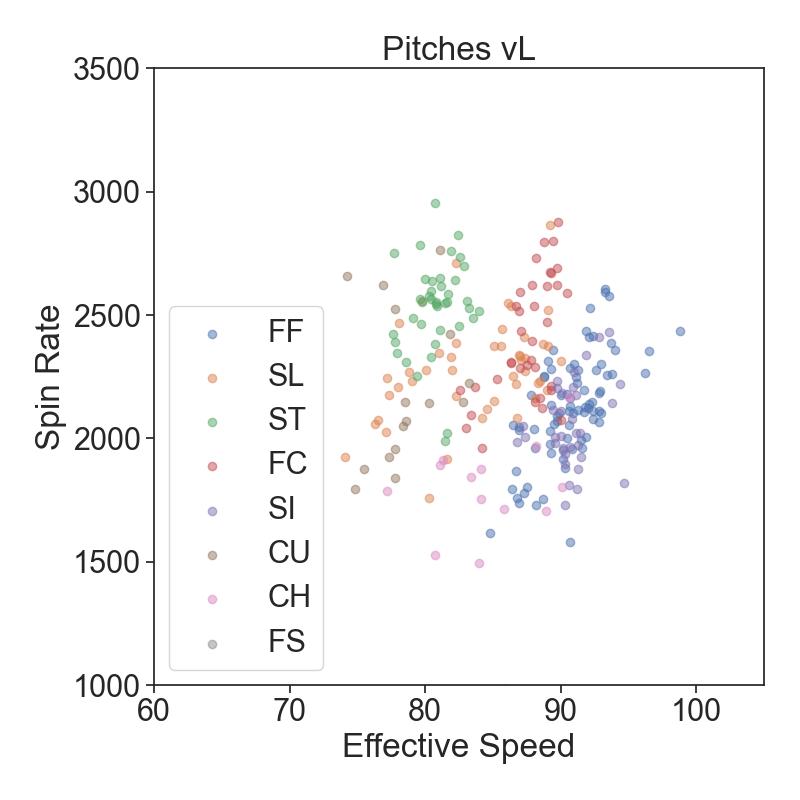 Pitches vL
3500
3000
2500
2000
1500
1000
Spin Rate
FF
SL
ST
FC
SI
CU
CH
FS
60 70 80 90 100
Effective Speed